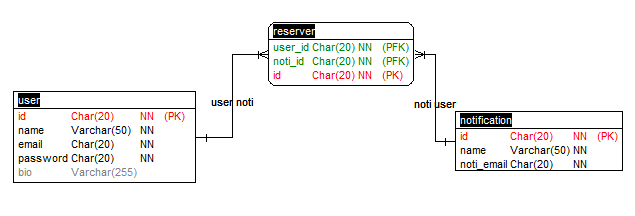 reserver
user_id Char(20) NN (PFK)
noti_id Char(20) NN (PFK)
id Char(20) NN (PK)
user noti
noti user
user
id Char(20) NN (PK)
name Varchar(50) NN
email Char(20) NN
password Char(20) NN
bio Varchar(255)
notification
id Char(20) NN (PK)
name Varchar(50) NN
noti_email Char(20) NN